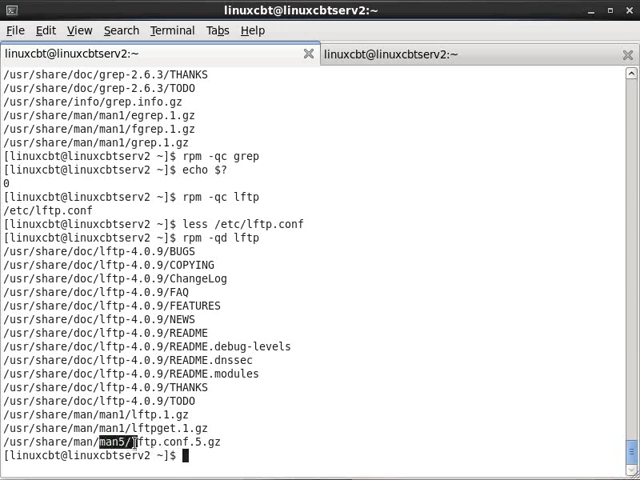 linuxcbt@linuxcbtserv2:~
File Edit View Search Terminal Tabs Help
linuxcbt@linuxcbtserv2:~ linuxcbt@linuxcbtserv2:~
/usr/share/doc/grep-2.6.3/THANKS
/usr/share/doc/grep-2.6.3/TODO
/usr/share/info/grep.info.gz
/usr/share/man/man1/egrep.1.gz
/usr/share/man/man1/fgrep.1.gz
/usr/share/man/man1/grep.1.gz
[linuxcbt@linuxcbtserv2 ~]$ rpm -qc grep
[linuxcbt@linuxcbtserv2 ~]$ echo $?
0
[linuxcbt@linuxcbtserv2 ~]$ rpm -qc lftp
/etc/lftp.conf
[linuxcbt@linuxcbtserv2 ~]$ less /etc/lftp.conf
[linuxcbt@linuxcbtserv2 ~]$ rpm -qd lftp
/usr/share/doc/lftp-4.0.9/BUGS
/usr/share/doc/lftp-4.0.9/COPYING
/usr/share/doc/lftp-4.0.9/ChangeLog
/usr/share/doc/lftp-4.0.9/FAQ
/usr/share/doc/lftp-4.0.9/FEATURES
/usr/share/doc/lftp-4.0.9/NEWS
/usr/share/doc/lftp-4.0.9/README
/usr/share/doc/lftp-4.0.9/README.debug-levels
/usr/share/doc/lftp-4.0.9/README.dnssec
/usr/share/doc/lftp-4.0.9/README.modules
/usr/share/doc/lftp-4.0.9/THANKS
/usr/share/doc/lftp-4.0.9/TODO
/usr/share/man/man1/lftp.1.gz
/usr/share/man/man1/lftpget.1.gz
/usr/share/man/man5/lftp.conf.5.gz
[linuxcbt@linuxcbtserv2 ~]$